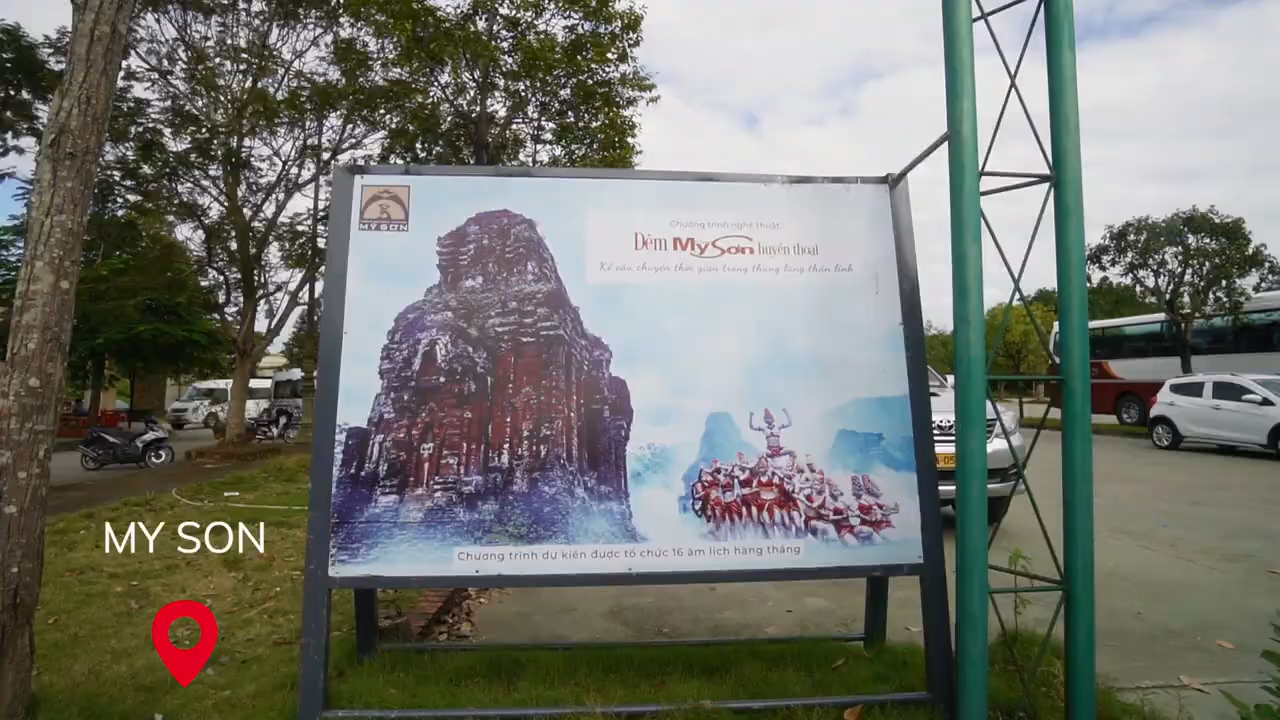 MỸ SƠN
Chương trình nghệ thuật
Đêm Mỹ Sơn huyền thoại
Kể câu chuyện thời gian trong thung lũng thần linh
Chương trình dự kiến được tổ chức 16 âm lịch hàng tháng
MY SON